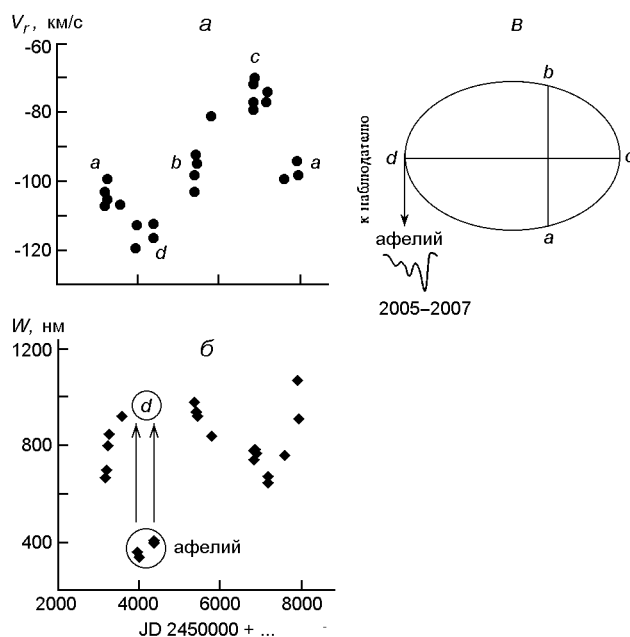 Vr, км/с
а
-60
-80
-100
-120
a
d
b
c
a
в
к наблюдателю
b
d
c
a
афелий
2005–2007
W, нм
б
1200
800
400
d
афелий
2000 4000 6000 8000
JD 2450000 + ...